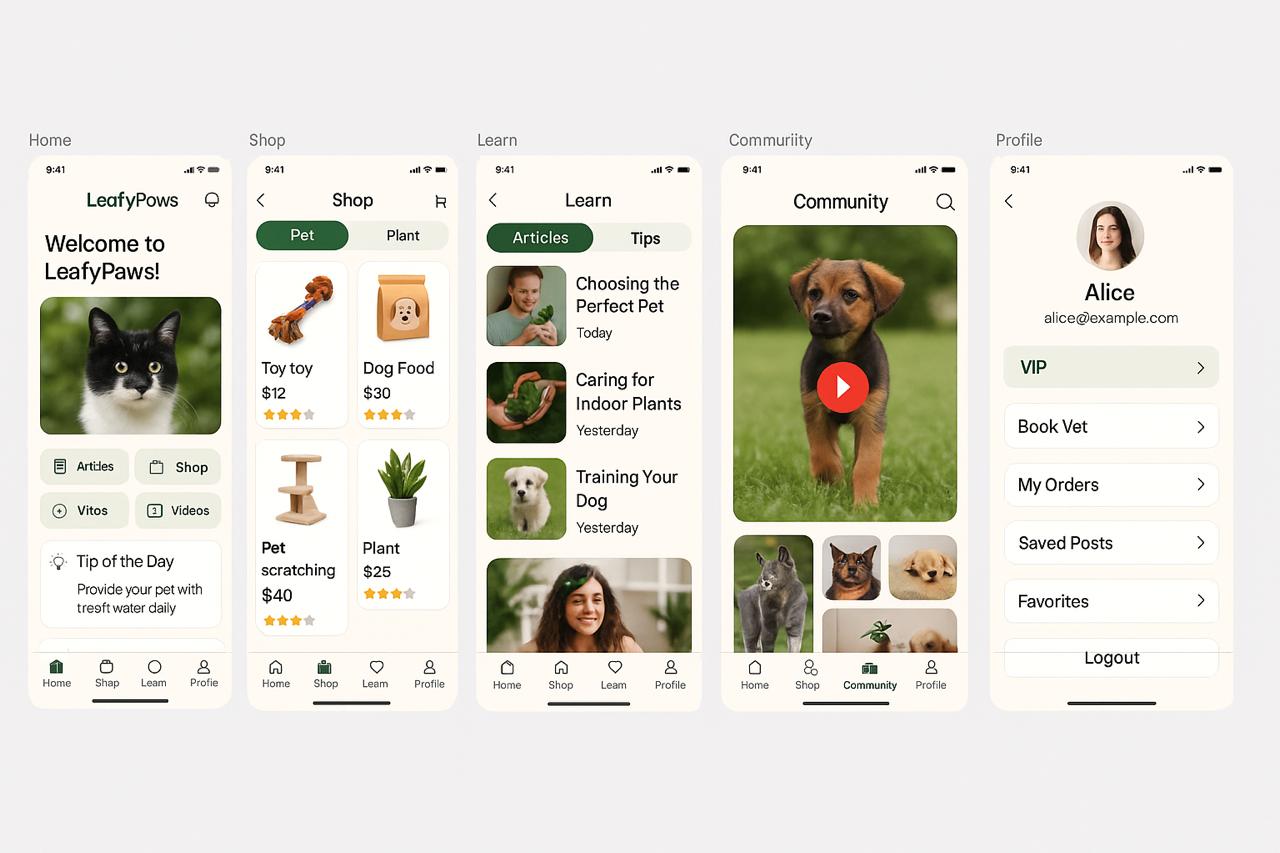 Home
9:41
LeafyPaws
Welcome to
LeafyPaws!
Artides
Shop
Vitos
Videos
Tip of the Day
Provide your pet with
tresft water daily
Home
Shap
Leam
Profie
Shop
9:41
Shop
Pet
Plant
Toy toy
$12
Dog Food
$30
Pet
scratching
$40
Plant
$25
Home
Shop
Leam
Profile
Learn
9:41
Learn
Articles
Tips
Choosing the
Perfect Pet
Today
Caring for
Indoor Plants
Yesterday
Training Your
Dog
Yesterday
Home
Shop
Leam
Profile
Commuriity
9:41
Community
Home
Shop
Community
Profile
Profile
9:41
Alice
alice@example.com
VIP
Book Vet
My Orders
Saved Posts
Favorites
Logout